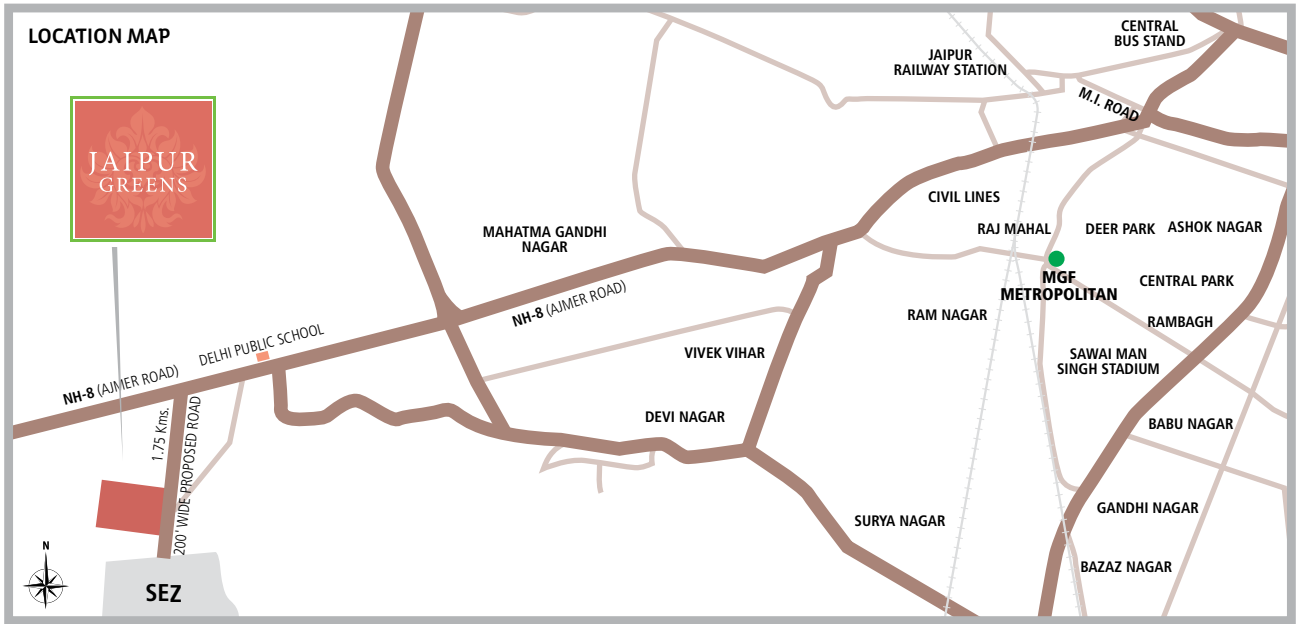 LOCATION MAP
CENTRAL
BUS STAND
JAIPUR
RAILWAY STATION
M.I. ROAD
JAIPUR
GREENS
CIVIL LINES
MAHATMA GANDHI
NAGAR
RAJ MAHAL
DEER PARK
ASHOK NAGAR
MGF
METROPOLITAN
CENTRAL PARK
NH-8 (AJMER ROAD)
RAM NAGAR
RAMBAGH
DELHI PUBLIC SCHOOL
VIVEK VIHAR
SAWAI MAN
SINGH STADIUM
NH-8 (AJMER ROAD)
DEVI NAGAR
BABU NAGAR
1.75 Kms.
200' WIDE PROPOSED ROAD
SURYA NAGAR
GANDHI NAGAR
N
BAZAZ NAGAR
SEZ